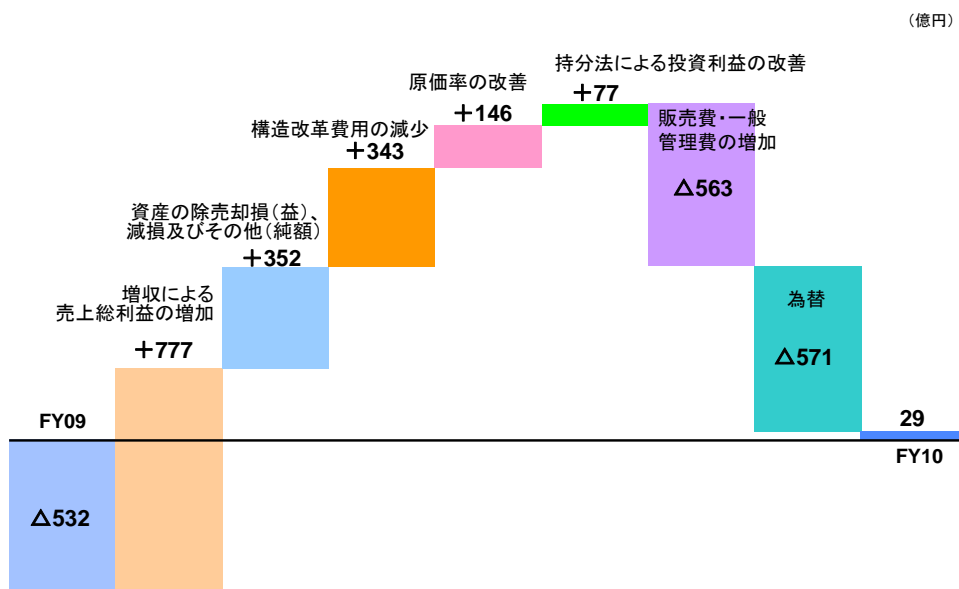 （億円）
FY09
△532
増収による
売上総利益の増加
＋777
資産の除売却損（益）、
減損及びその他（純額）
＋352
構造改革費用の減少
＋343
原価率の改善
＋146
持分法による投資利益の改善
＋77
販売費・一般
管理費の増加
△563
為替
△571
29
FY10